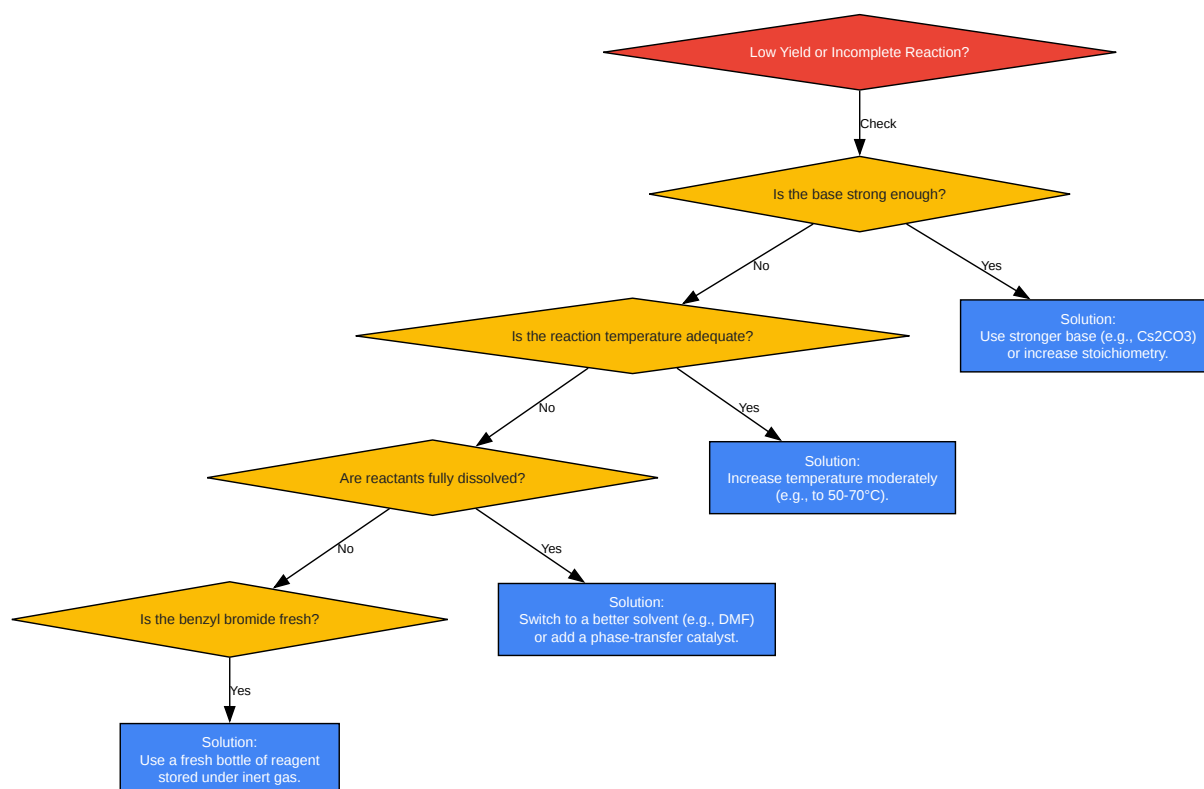 Low Yield or Incomplete Reaction?
Check
Is the base strong enough?
No
Yes
Is the reaction temperature adequate?
Solution:
Use stronger base (e.g., Cs2CO3)
or increase stoichiometry.
No
Yes
Are reactants fully dissolved?
Solution:
Increase temperature moderately
(e.g., to 50-70°C).
No
Yes
Is the benzyl bromide fresh?
Solution:
Switch to a better solvent (e.g., DMF)
or add a phase-transfer catalyst.
Yes
Solution:
Use a fresh bottle of reagent
stored under inert gas.